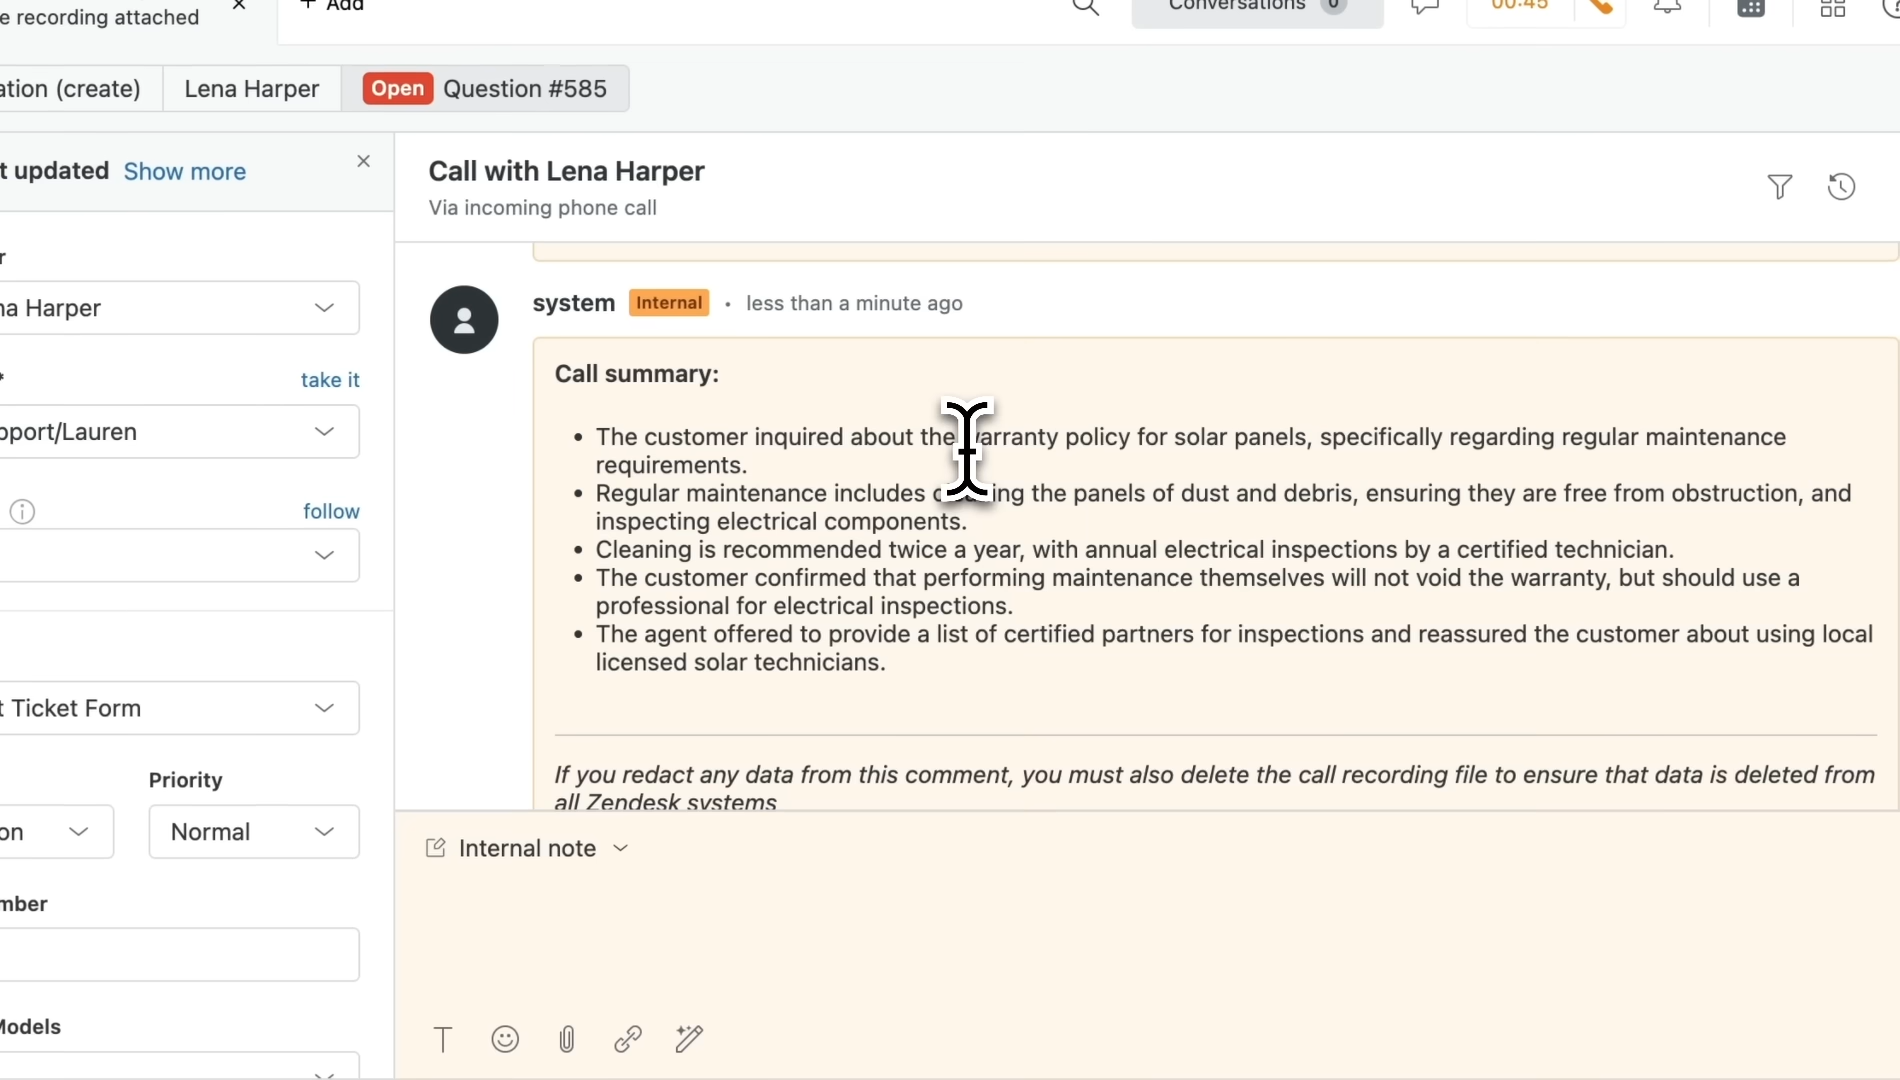 e recording attached
Add
Conversations 0
00:45
ation (create)
Lena Harper
Open Question #585
t updated Show more
Call with Lena Harper
Via incoming phone call
r
na Harper
* take it
pport/Lauren
follow
t Ticket Form
Priority
on
Normal
mber
Models
system Internal • less than a minute ago
Call summary:
• The customer inquired about the warranty policy for solar panels, specifically regarding regular maintenance
requirements.
• Regular maintenance includes the panels of dust and debris, ensuring they are free from obstruction, and
inspecting electrical components.
• Cleaning is recommended twice a year, with annual electrical inspections by a certified technician.
• The customer confirmed that performing maintenance themselves will not void the warranty, but should use a
professional for electrical inspections.
• The agent offered to provide a list of certified partners for inspections and reassured the customer about using local
licensed solar technicians.
If you redact any data from this comment, you must also delete the call recording file to ensure that data is deleted from
all Zendesk systems
Internal note